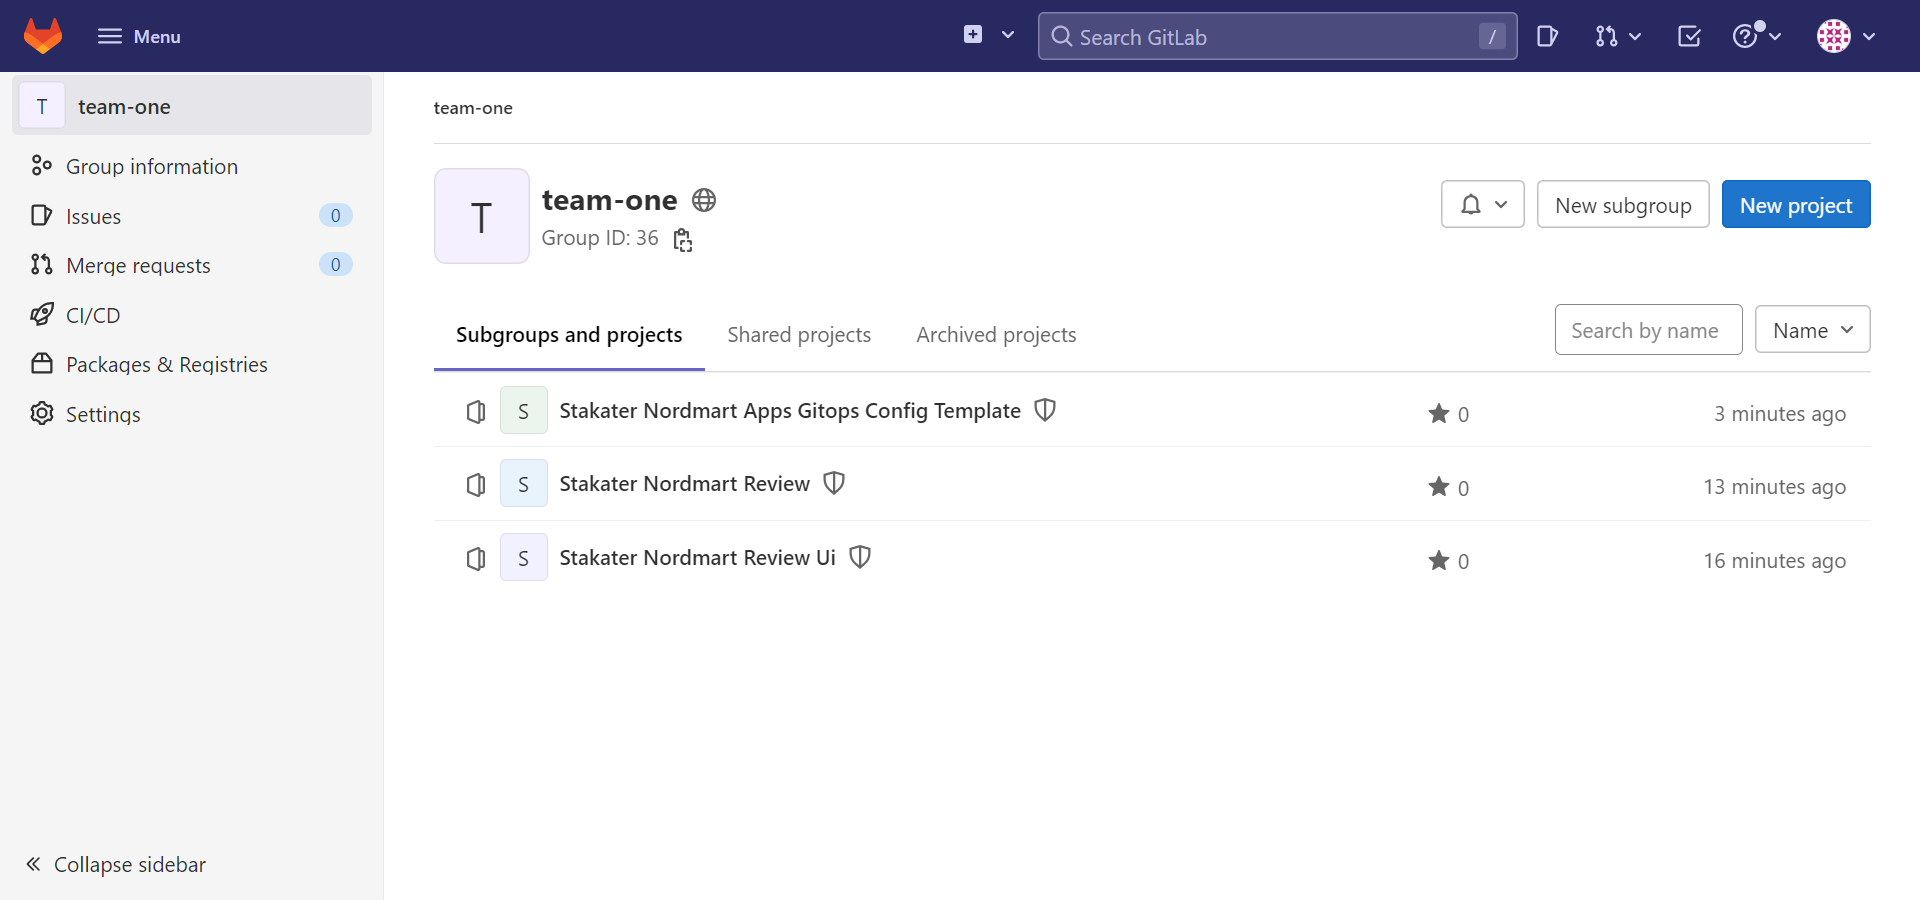 Menu
Search GitLab
/
T
team-one
Group information
Issues
0
Merge requests
0
CI/CD
Packages & Registries
Settings
Collapse sidebar
team-one
T
team-one
Group ID: 36
New subgroup
New project
Subgroups and projects
Shared projects
Archived projects
Search by name
Name
S
Stakater Nordmart Apps Gitops Config Template
0
3 minutes ago
S
Stakater Nordmart Review
0
13 minutes ago
S
Stakater Nordmart Review Ui
0
16 minutes ago